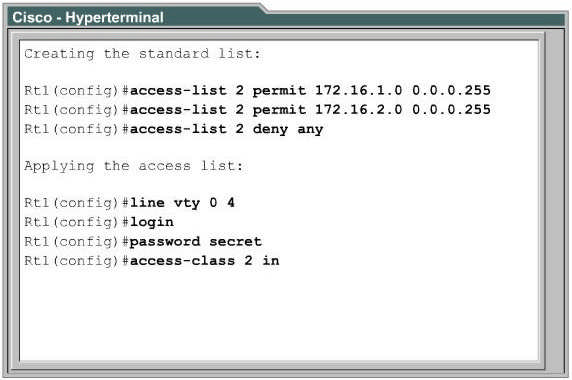 Cisco - Hyperterminal
Creating the standard list:
Rt1(config)#access-list 2 permit 172.16.1.0 0.0.0.255
Rt1(config)#access-list 2 permit 172.16.2.0 0.0.0.255
Rt1(config)#access-list 2 deny any
Applying the access list:
Rt1(config)#line vty 0 4
Rt1(config)#login
Rt1(config)#password secret
Rt1(config)#access-class 2 in